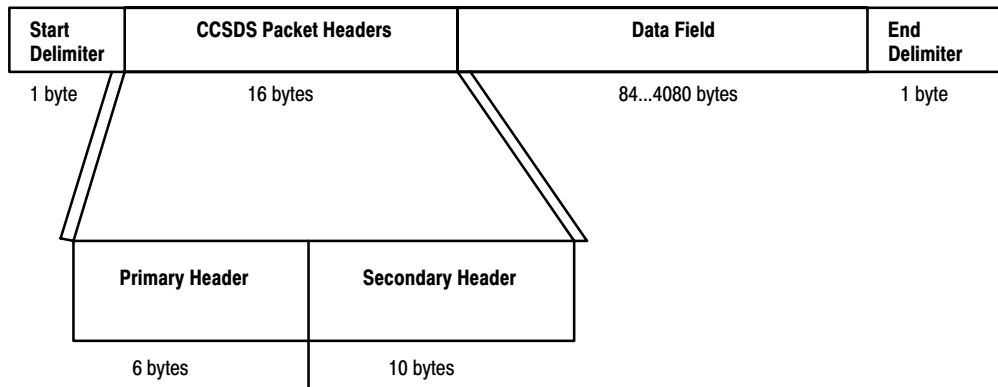 Start
Delimiter
CCSDS Packet Headers
Data Field
End
Delimiter
1 byte
16 bytes
84...4080 bytes
1 byte
Primary Header
Secondary Header
6 bytes
10 bytes